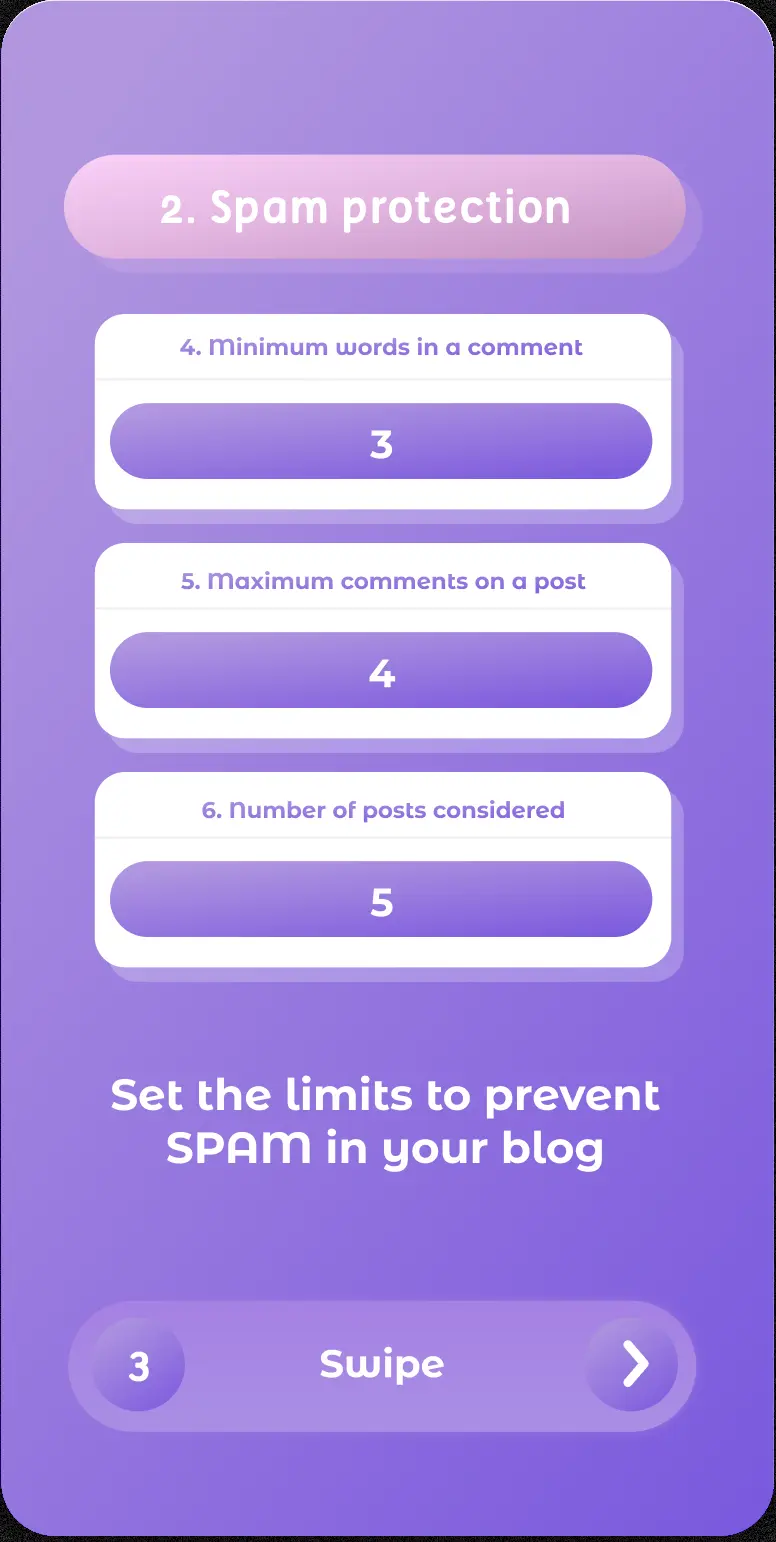 2. Spam protection
4. Minimum words in a comment
3
5. Maximum comments on a post
4
6. Number of posts considered
5
Set the limits to prevent
SPAM in your blog
3 Swipe